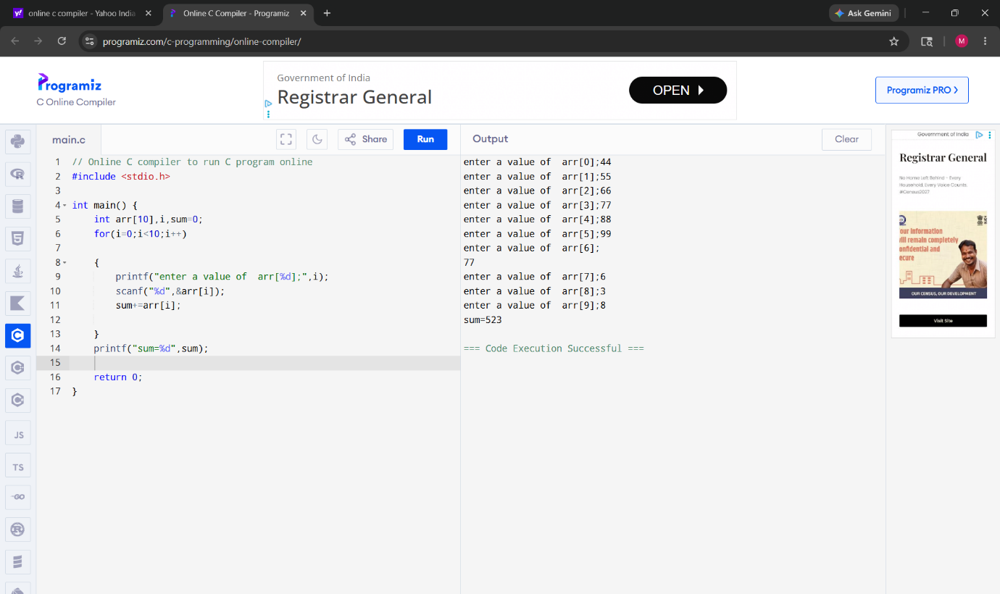 online c compiler - Yahoo India
Online C Compiler - Programiz
Ask Gemini
programiz.com/c-programming/online-compiler/
M
Programiz
C Online Compiler
Government of India
Registrar General
OPEN
Programiz PRO >
main.c
Share
Run
Output
Clear
1 // Online C compiler to run C program online
2 #include <stdio.h>
3
4 int main() {
5 int arr[10],i,sum=0;
6 for(i=0;i<10;i++)
7
8 {
9 printf("enter a value of  arr[%d];",i);
10 scanf("%d",&arr[i]);
11 sum+=arr[i];
12
13 }
14 printf("sum=%d",sum);
15
16 return 0;
17 }
enter a value of  arr[0];44
enter a value of  arr[1];55
enter a value of  arr[2];66
enter a value of  arr[3];77
enter a value of  arr[4];88
enter a value of  arr[5];99
enter a value of  arr[6];
77
enter a value of  arr[7];6
enter a value of  arr[8];3
enter a value of  arr[9];8
sum=523
=== Code Execution Successful ===
JS
TS
GO
Government of India
Registrar General
No Home Left Behind - Every
Household, Every Voice Counts.
#Census2027
our Information
ill remain completely
onfidential and
ecure
OUR CENSUS, OUR DEVELOPMENT
Visit Site